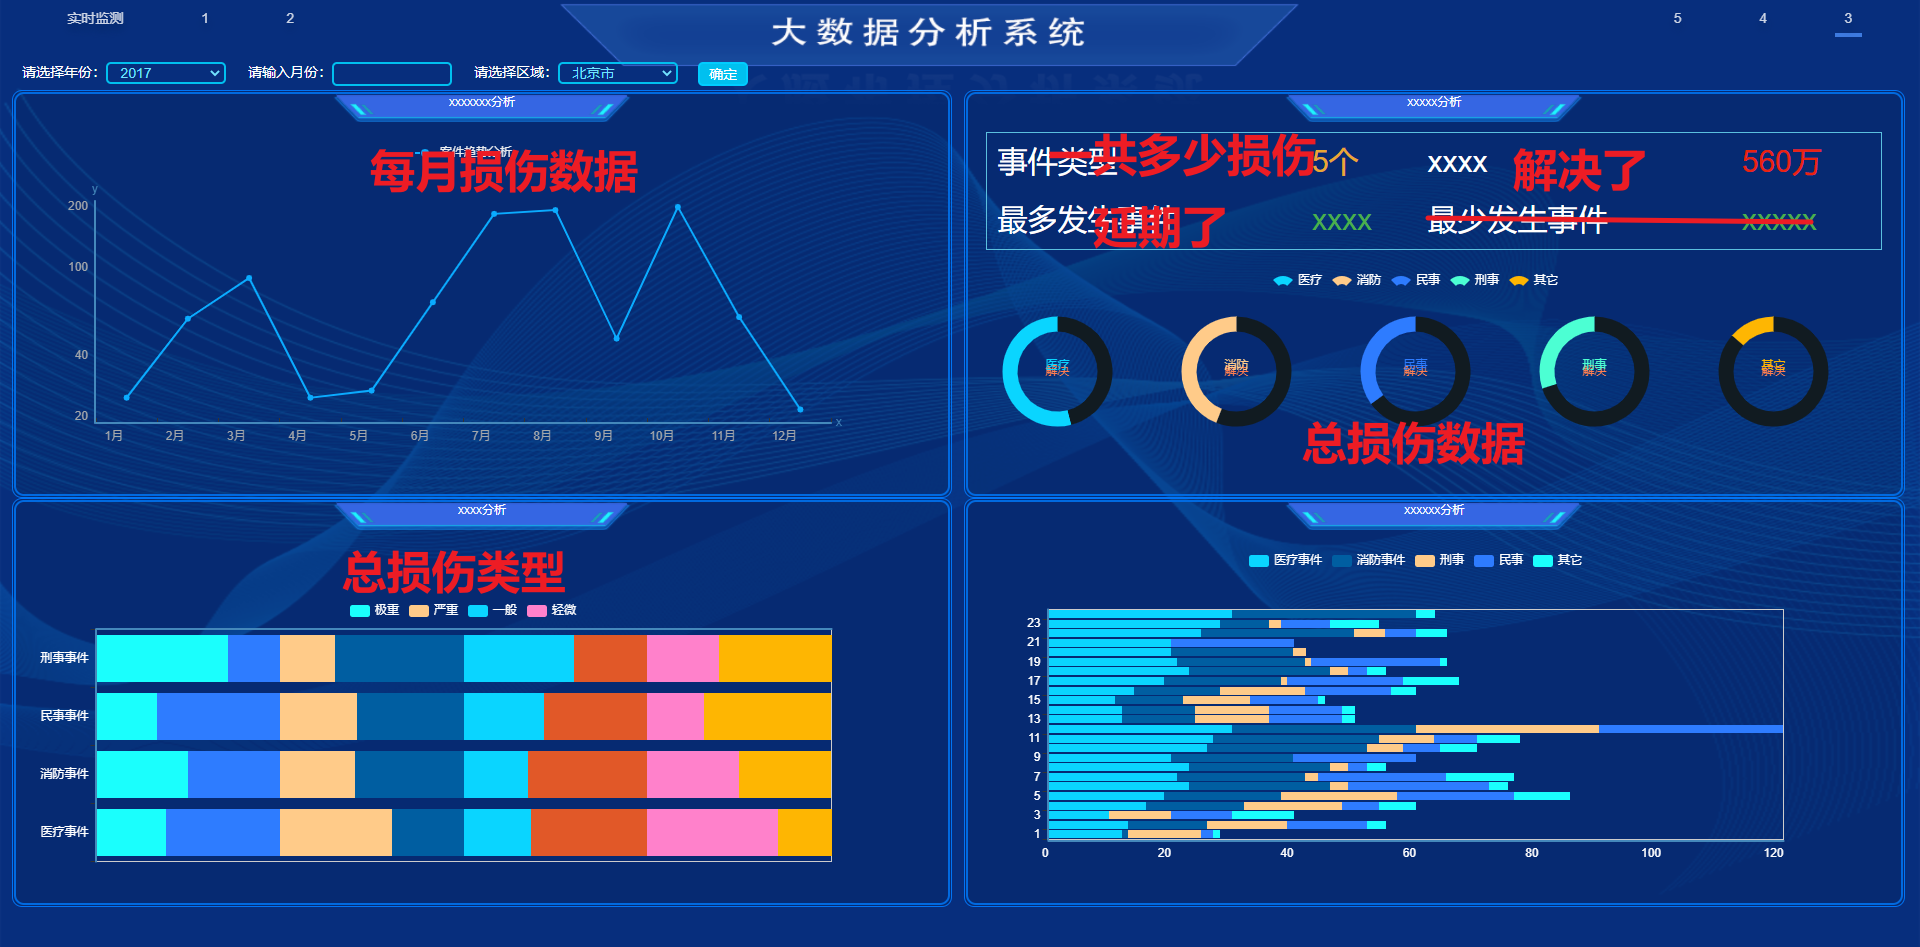 实时监测 1 2
大数据分析系统
5 4 3
请选择年份: 2017 请输入月份: 请选择区域: 北京市 确定
xxxxxxx分析
案件趋势分析
每月损伤数据
y
200
100
40
20
x
1月 2月 3月 4月 5月 6月 7月 8月 9月 10月 11月 12月
xxxxx分析
事件类型 共多少损伤 5个 xxxx 解决了 560万
最多发生事件 延期了 xxxx 最少发生事件 xxxxx
医疗 消防 民事 刑事 其它
医疗 消防 民事 刑事 其它
解决 解决 解决 解决 解决
总损伤数据
xxxx分析
总损伤类型
极重 严重 一般 轻微
刑事事件
民事事件
消防事件
医疗事件
xxxxxx分析
医疗事件 消防事件 刑事 民事 其它
23
21
19
17
15
13
11
9
7
5
3
1
0 20 40 60 80 100 120